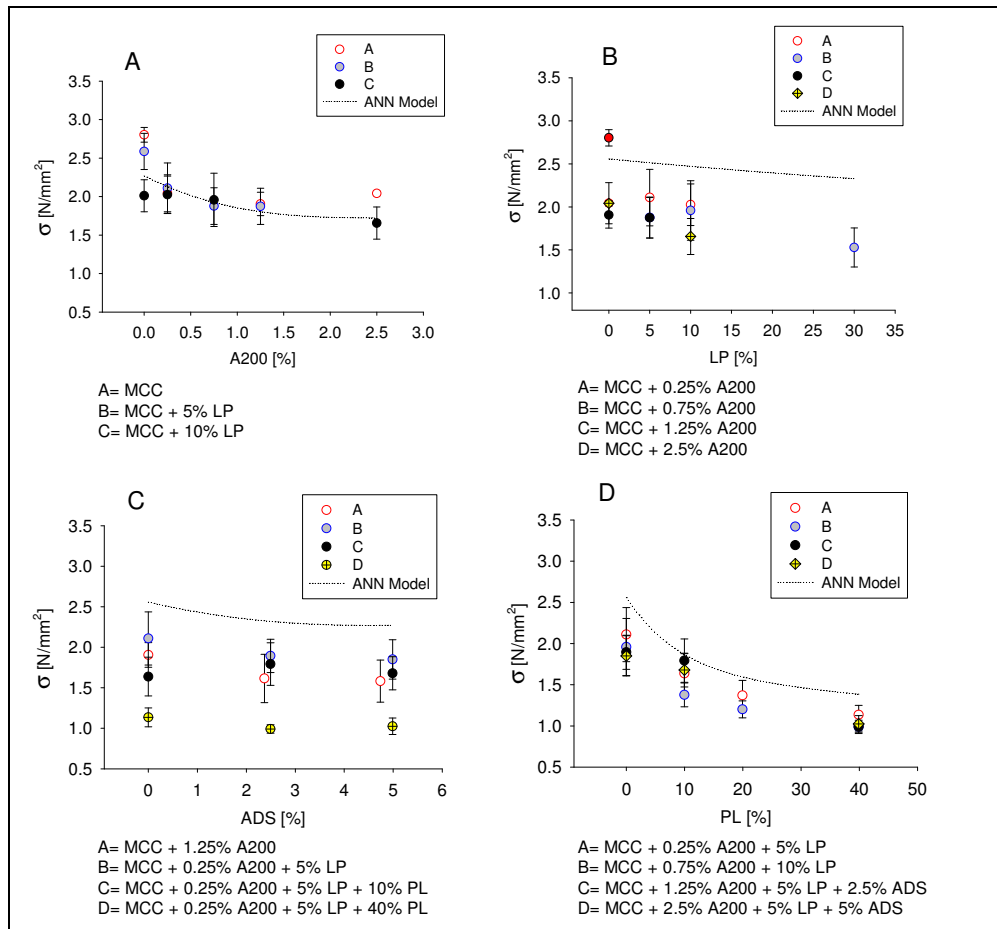 A
A
B
C
ANN Model
3.5
3.0
2.5
2.0
1.5
1.0
0.5
σ [N/mm²]
0.0 0.5 1.0 1.5 2.0 2.5 3.0
A200 [%]
A= MCC
B= MCC + 5% LP
C= MCC + 10% LP
B
A
B
C
D
ANN Model
3.5
3.0
2.5
2.0
1.5
1.0
σ [N/mm²]
0 5 10 15 20 25 30 35
LP [%]
A= MCC + 0.25% A200
B= MCC + 0.75% A200
C= MCC + 1.25% A200
D= MCC + 2.5% A200
C
A
B
C
D
ANN Model
3.5
3.0
2.5
2.0
1.5
1.0
0.5
σ [N/mm²]
0 1 2 3 4 5 6
ADS [%]
A= MCC + 1.25% A200
B= MCC + 0.25% A200 + 5% LP
C= MCC + 0.25% A200 + 5% LP + 10% PL
D= MCC + 0.25% A200 + 5% LP + 40% PL
D
A
B
C
D
ANN Model
3.5
3.0
2.5
2.0
1.5
1.0
0.5
σ [N/mm²]
0 10 20 30 40 50
PL [%]
A= MCC + 0.25% A200 + 5% LP
B= MCC + 0.75% A200 + 10% LP
C= MCC + 1.25% A200 + 5% LP + 2.5% ADS
D= MCC + 2.5% A200 + 5% LP + 5% ADS